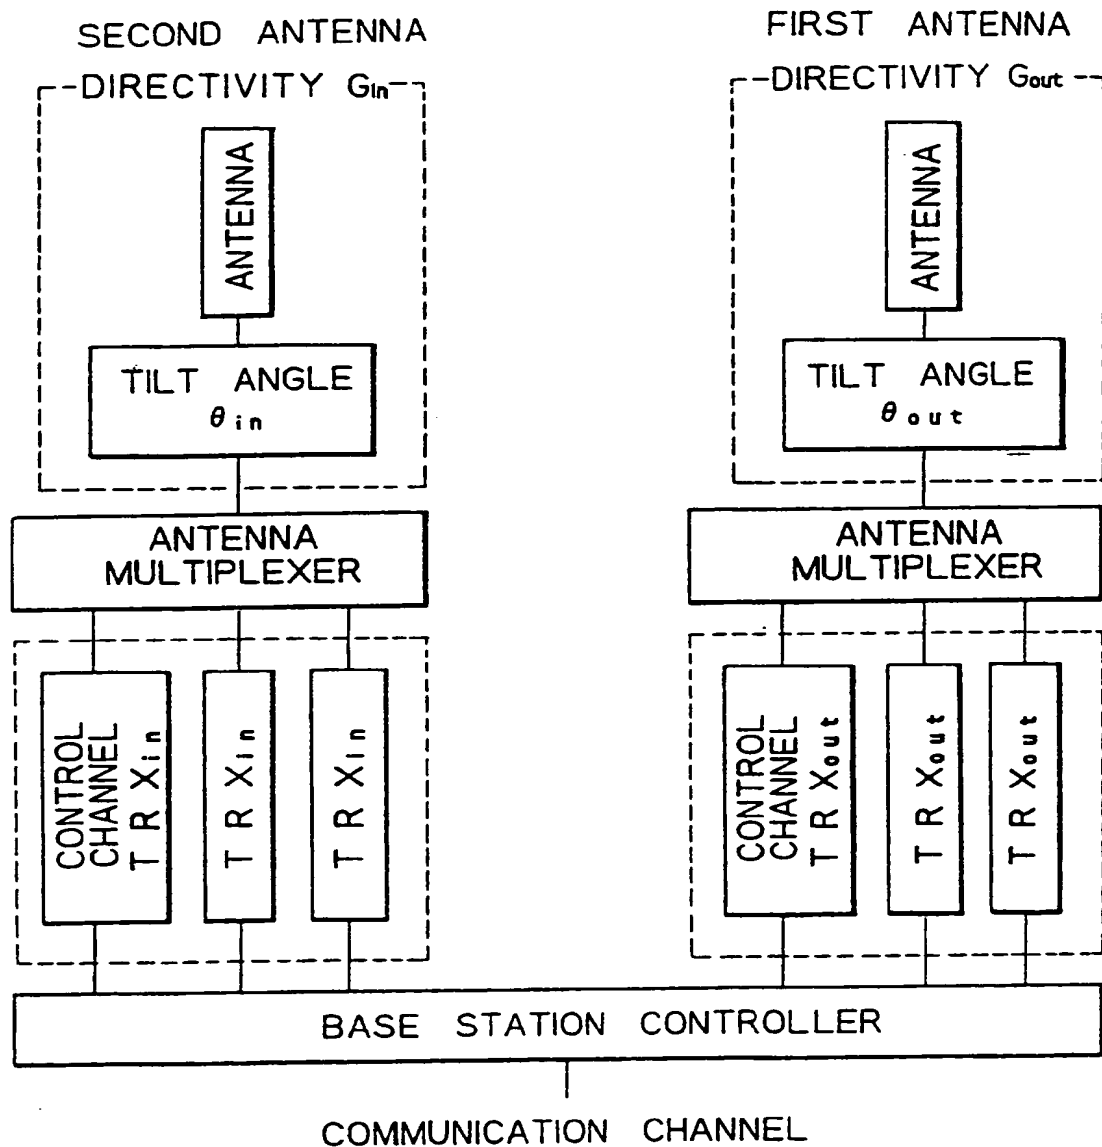 SECOND ANTENNA
DIRECTIVITY Gin
ANTENNA
TILT ANGLE
θin
ANTENNA
MULTIPLEXER
CONTROL
CHANNEL
TRXin
TRXin
TRXin
FIRST ANTENNA
DIRECTIVITY Gout
ANTENNA
TILT ANGLE
θout
ANTENNA
MULTIPLEXER
CONTROL
CHANNEL
TRXout
TRXout
TRXout
BASE STATION CONTROLLER
COMMUNICATION CHANNEL